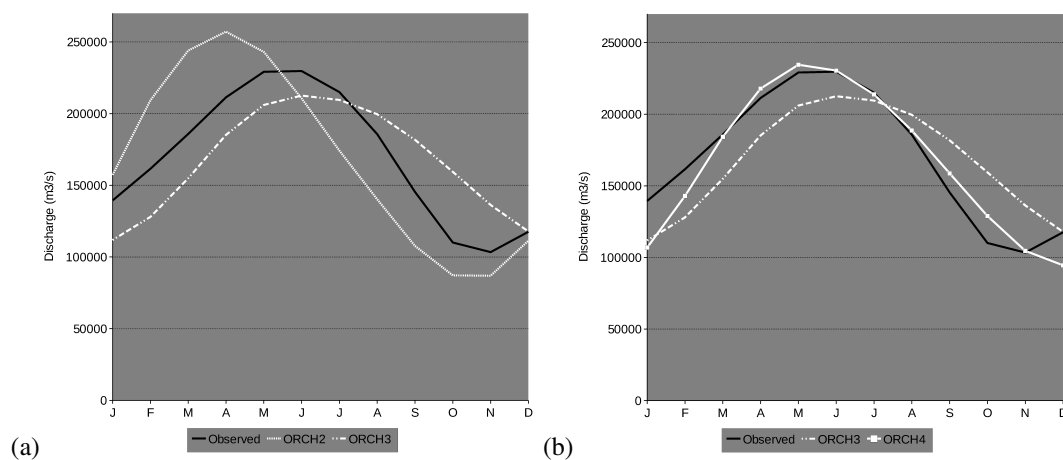 250000
200000
150000
100000
50000
0
Discharge (m3/s)
J F M A M J J A S O N D
Observed ORCH2 ORCH3
(a)
250000
200000
150000
100000
50000
0
Discharge (m3/s)
J F M A M J J A S O N D
Observed ORCH3 ORCH4
(b)